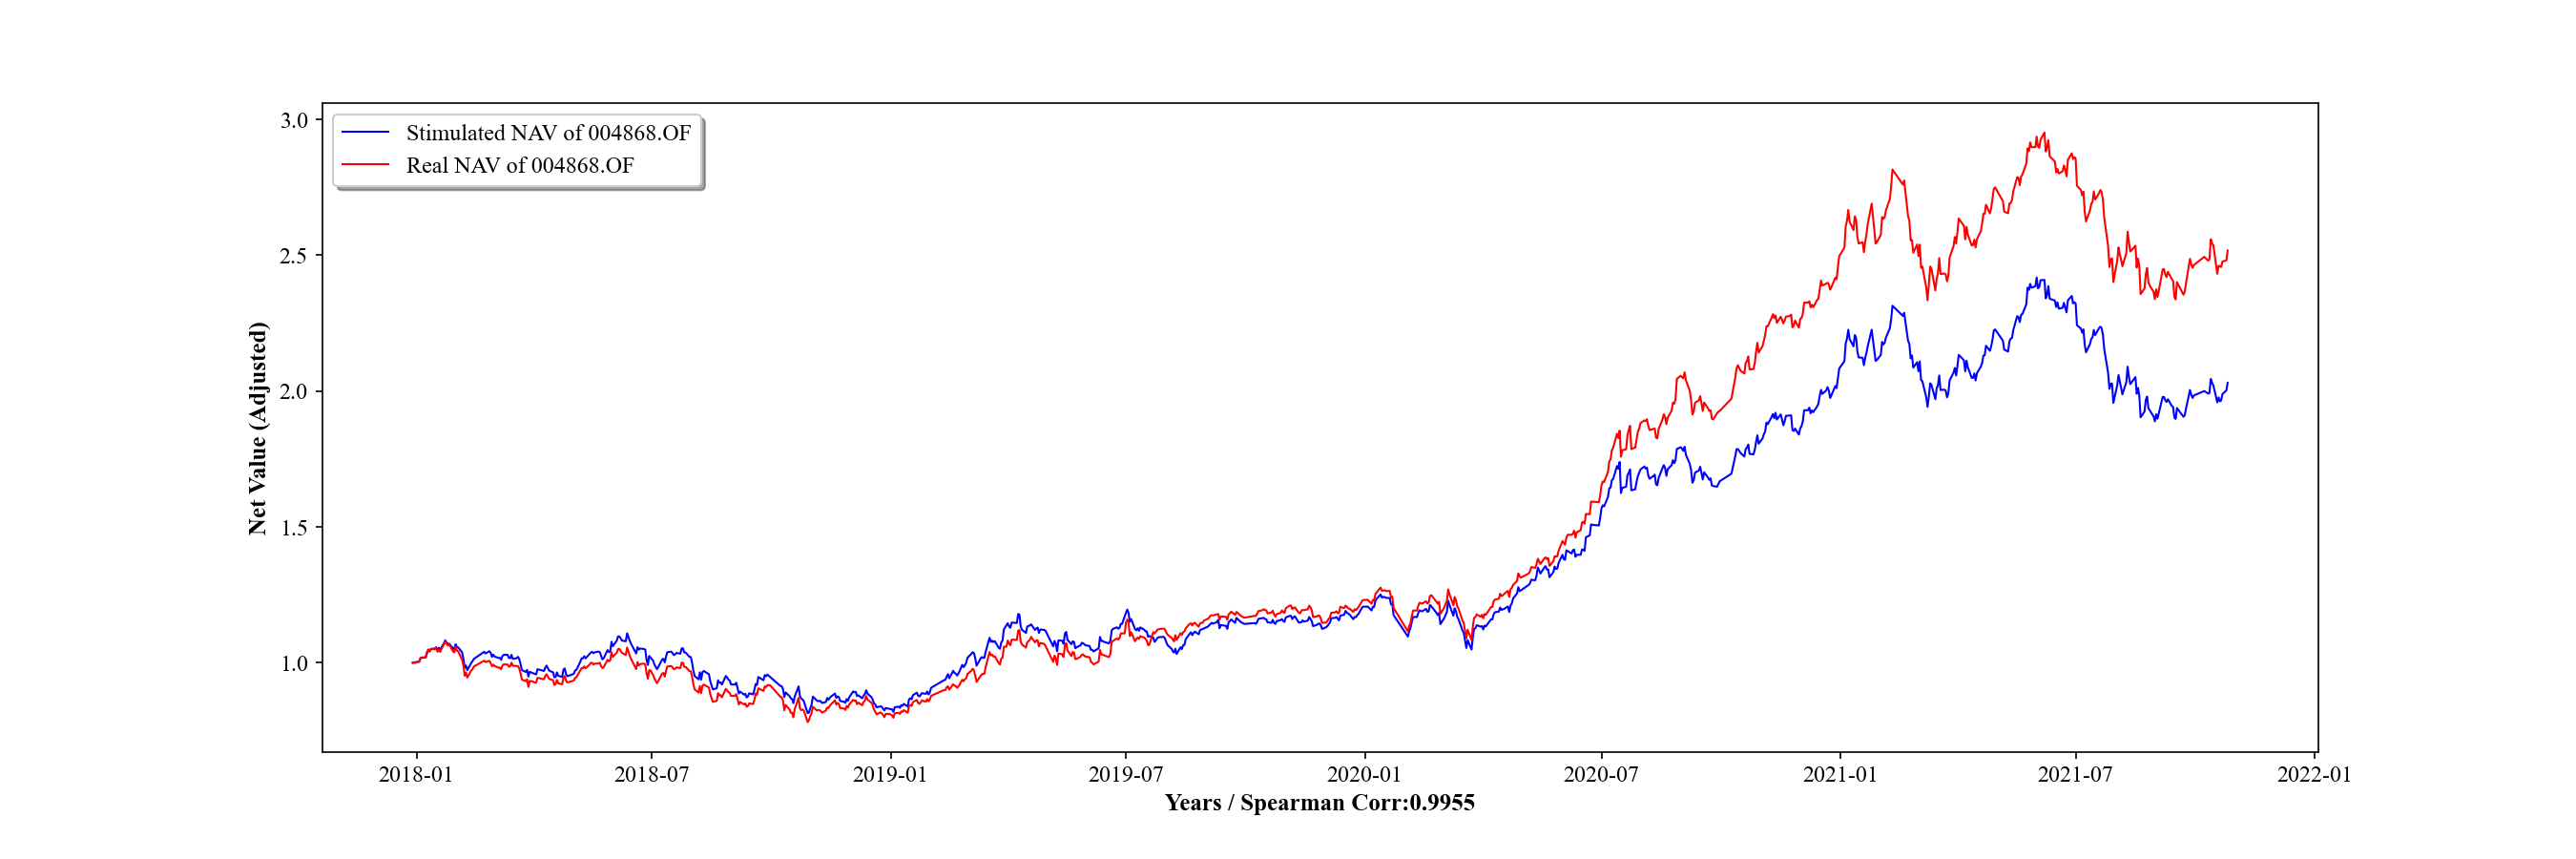 Stimulated NAV of 004868.OF
Real NAV of 004868.OF
3.0
2.5
2.0
1.5
1.0
Net Value (Adjusted)
2018-01 2018-07 2019-01 2019-07 2020-01 2020-07 2021-01 2021-07 2022-01
Years / Spearman Corr:0.9955